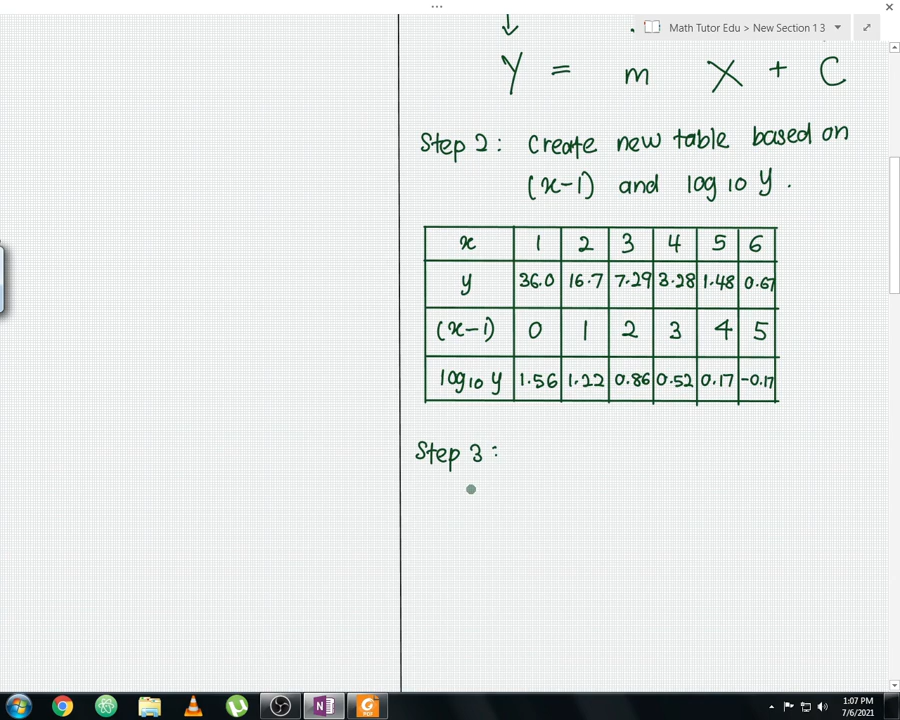 Math Tutor Edu > New Section 13
Y = m X + C
Step 2: Create new table based on
(x-1) and log 10 y.
x 1 2 3 4 5 6
y 36.0 16.7 7.29 3.28 1.48 0.67
(x-1) 0 1 2 3 4 5
log10 y 1.56 1.22 0.86 0.52 0.17 -0.17
Step 3:
PDF
1:07 PM
7/6/2021